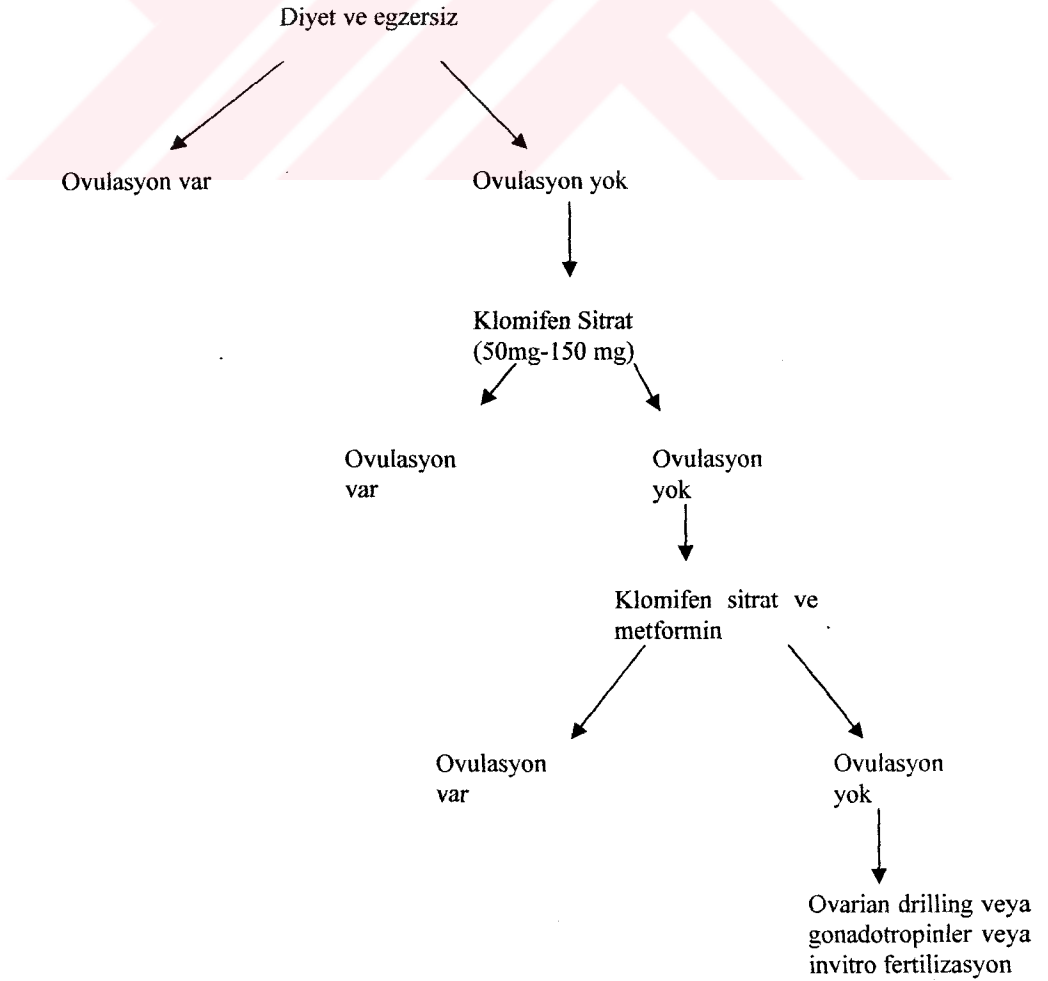 Diyet ve egzersiz
Ovulasyon var
Ovulasyon yok
Klomifen Sitrat
(50mg-150 mg)
Ovulasyon
var
Ovulasyon
yok
Klomifen sitrat ve
metformin
Ovulasyon
var
Ovulasyon
yok
Ovarian drilling veya
gonadotropinler veya
invitro fertilizasyon